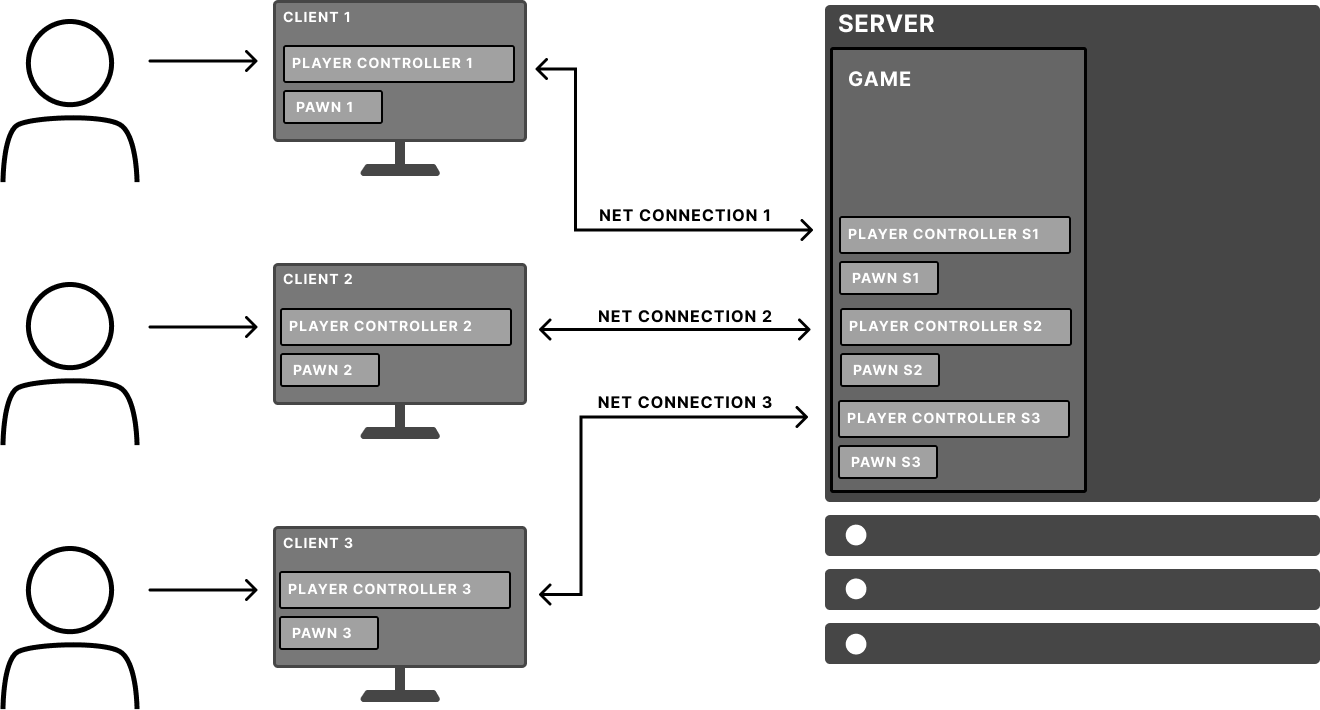 CLIENT 1
PLAYER CONTROLLER 1
PAWN 1
CLIENT 2
PLAYER CONTROLLER 2
PAWN 2
CLIENT 3
PLAYER CONTROLLER 3
PAWN 3
NET CONNECTION 1
NET CONNECTION 2
NET CONNECTION 3
SERVER
GAME
PLAYER CONTROLLER S1
PAWN S1
PLAYER CONTROLLER S2
PAWN S2
PLAYER CONTROLLER S3
PAWN S3